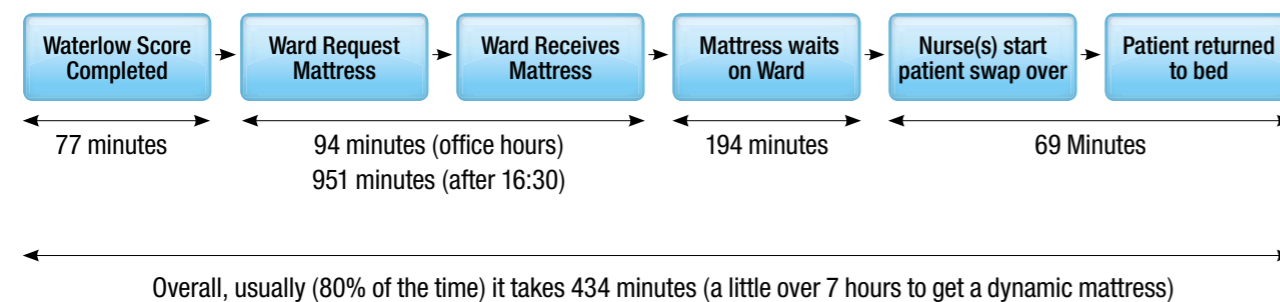 Waterlow Score
Completed
Ward Request
Mattress
Ward Receives
Mattress
Mattress waits
on Ward
Nurse(s) start
patient swap over
Patient returned
to bed
77 minutes
94 minutes (office hours)
951 minutes (after 16:30)
194 minutes
69 Minutes
Overall, usually (80% of the time) it takes 434 minutes (a little over 7 hours to get a dynamic mattress)